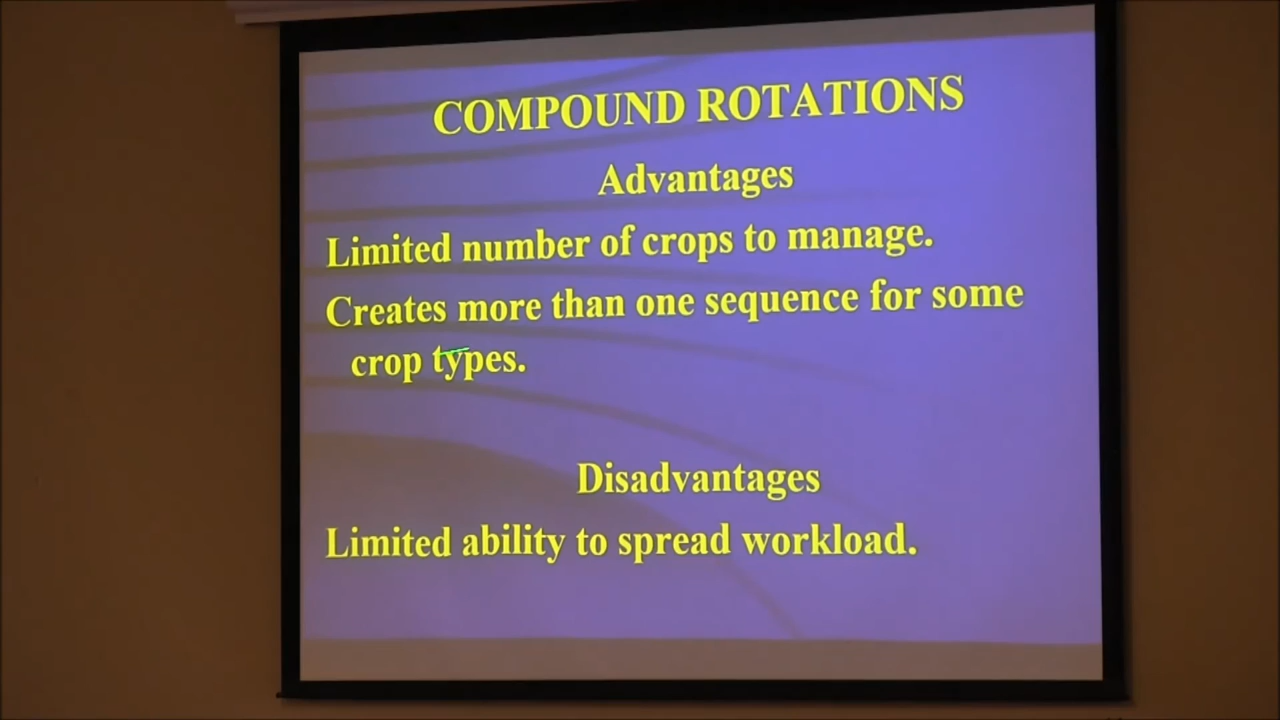 COMPOUND ROTATIONS
Advantages
Limited number of crops to manage.
Creates more than one sequence for some
crop types.
Disadvantages
Limited ability to spread workload.